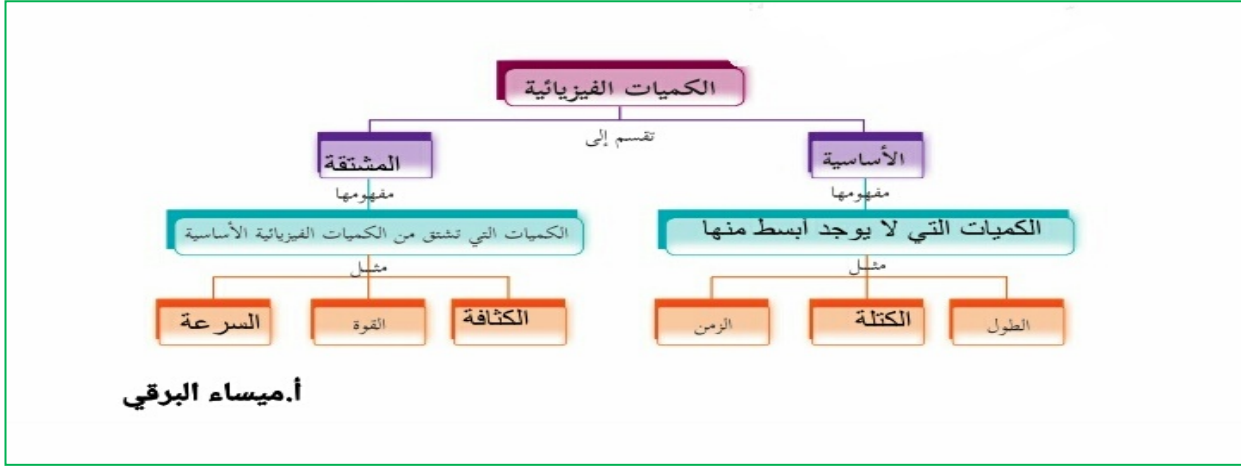 الكميات الفيزيائية
تقسم إلى
الأساسية
المشتقة
مفهومها
مفهومها
الكميات التي لا يوجد أبسط منها
الكميات التي تشتق من الكميات الفيزيائية الأساسية
مثل
مثل
الطول
الكتلة
الزمن
الكثافة
القوة
السرعة
أ.ميساء البرقي